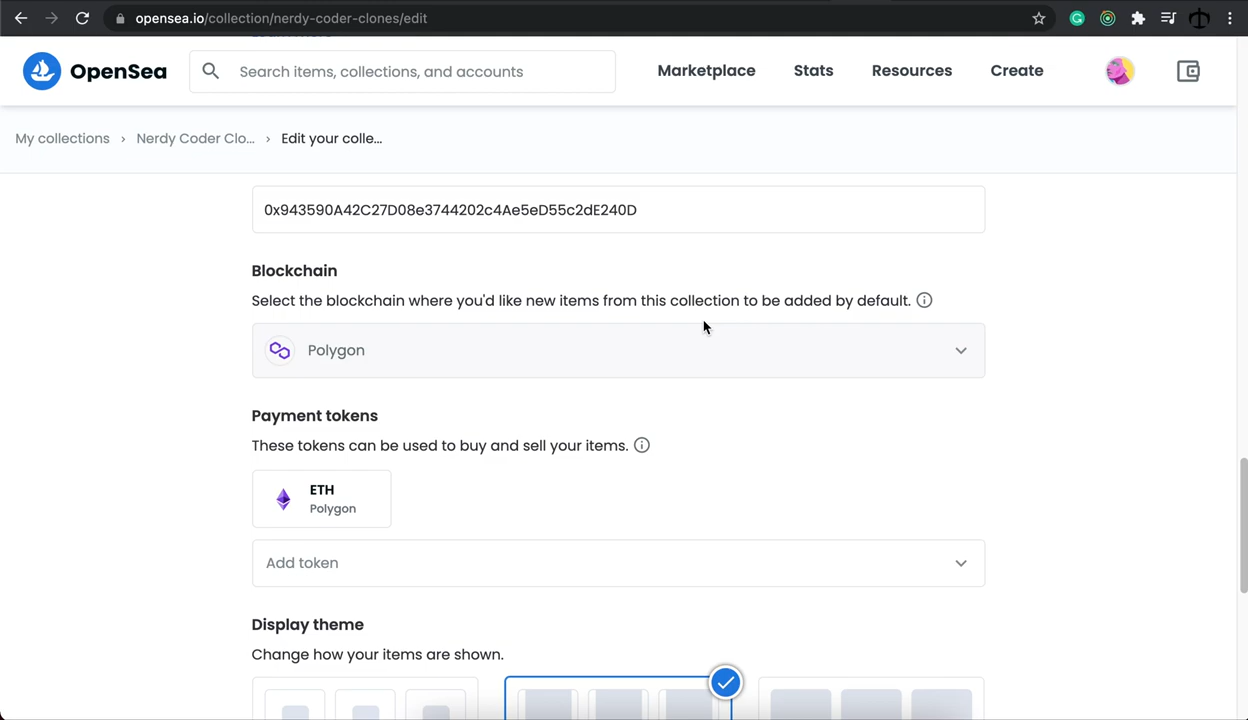 opensea.io/collection/nerdy-coder-clones/edit
OpenSea
Search items, collections, and accounts
Marketplace
Stats
Resources
Create
My collections > Nerdy Coder Clo... > Edit your colle...
0x943590A42C27D08e3744202c4Ae5eD55c2dE240D
Blockchain
Select the blockchain where you'd like new items from this collection to be added by default.
Polygon
Payment tokens
These tokens can be used to buy and sell your items.
ETH
Polygon
Add token
Display theme
Change how your items are shown.